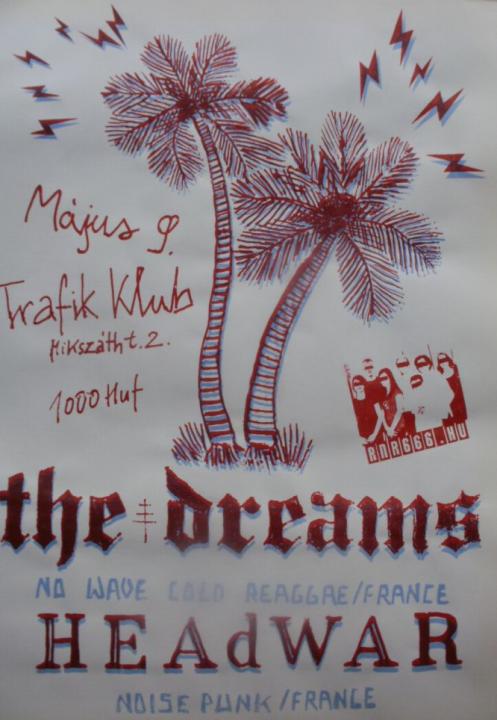 Május 9.
Trafik Klub
Mikszáth t. 2.
1000 Huf
RNR666.HU
the dreams
NO WAVE COLD REAGGAE/FRANCE
HEAdWAR
NOISE PUNK/FRANCE